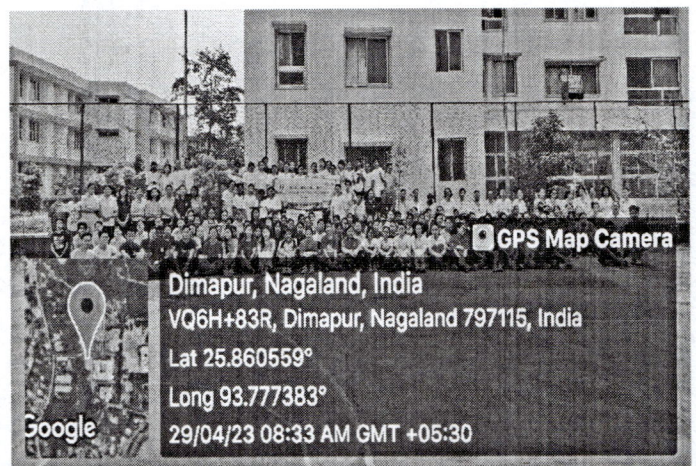 GPS Map Camera
Dimapur, Nagaland, India
VQ6H+83R, Dimapur, Nagaland 797115, India
Lat 25.860559°
Long 93.777383°
29/04/23 08:33 AM GMT +05:30
Google